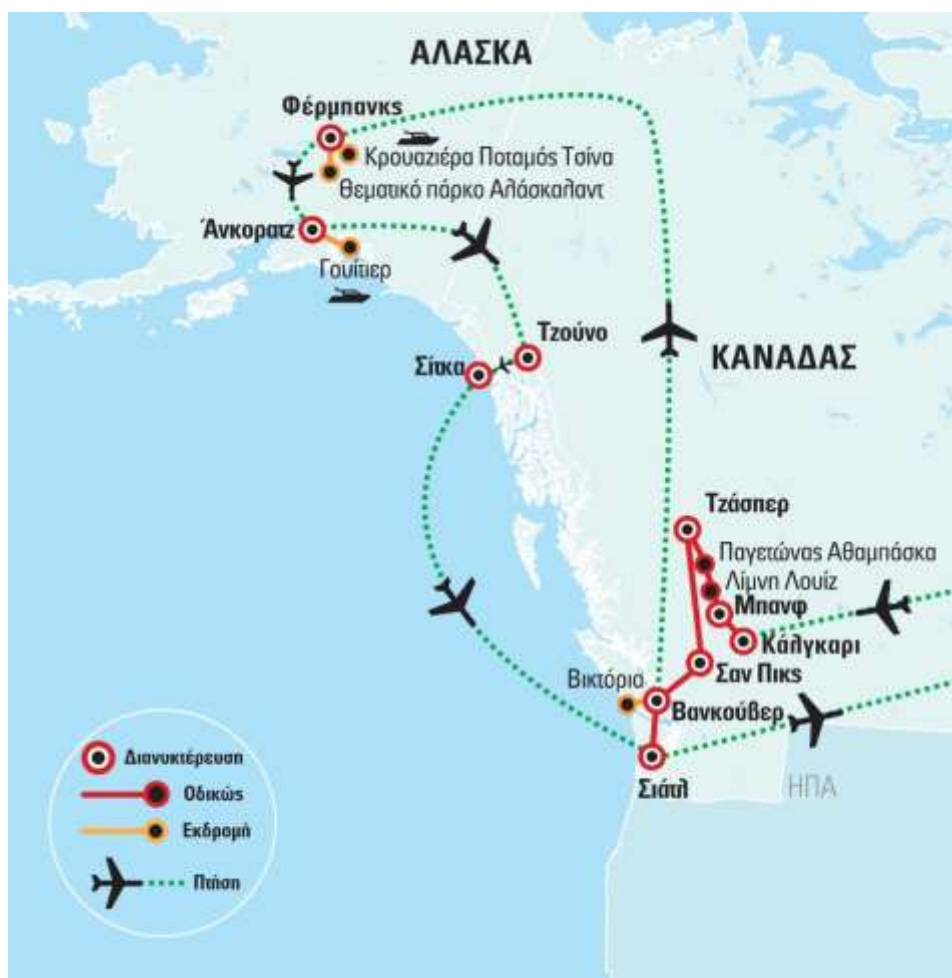 ΑΛΑΣΚΑ
Φέρμπανκς
Κρουαζιέρα Ποταμός Τσίνα
Θεματικό πάρκο Αλάσκαλαντ
Άνκορατζ
Γουίτιερ
Τζούνο
Σίτκα
ΚΑΝΑΔΑΣ
Τζάσπερ
Παγετώνας Αθαμπάσκα
Λίμνη Λουίζ
Μπανφ
Κάλγκαρι
Σαν Πικς
Βικτόρια
Βανκούβερ
Σιάτλ
ΗΠΑ
Διανυκτέρευση
Οδικώς
Εκδρομή
Πτήση